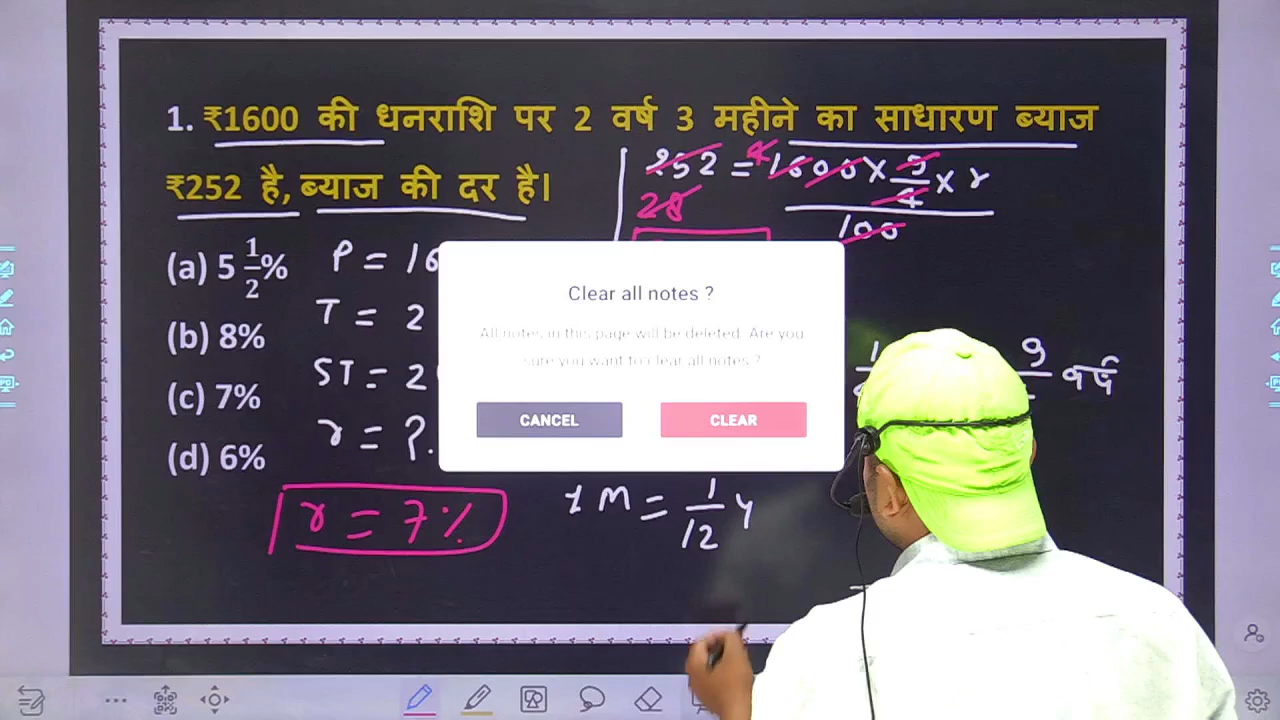 1. ₹1600 की धनराशि पर 2 वर्ष 3 महीने का साधारण ब्याज
₹252 है, ब्याज की दर है।
252 = 1600 × 9/4 × r
4
28
100
(a) 5 1/2%
(b) 8%
(c) 7%
(d) 6%
P = 16
T = 2
ST = 2
r = ?.
r = 7%
1 M = 1/12 y
9 वर्ष
Clear all notes ?
All notes in this page will be deleted. Are you
sure you want to clear all notes ?
CANCEL
CLEAR